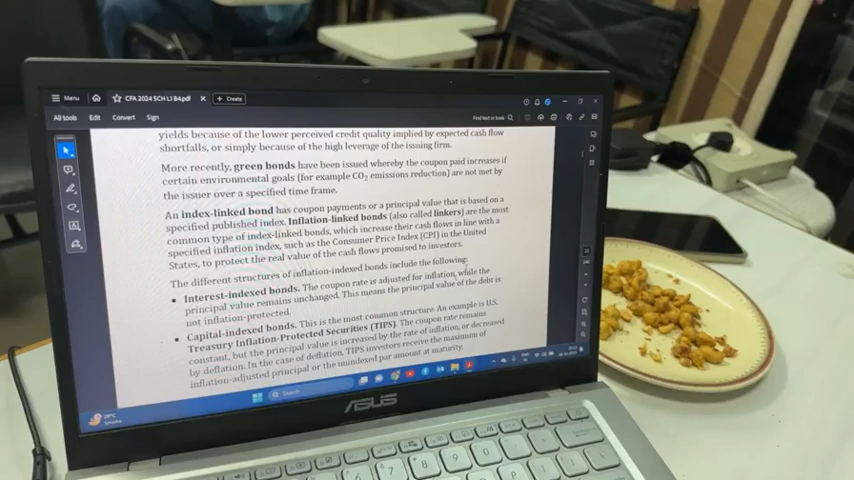 Menu
CFA 2024 SCH L1 B4.pdf
Create
All tools Edit Convert Sign
Find text or tools
yields because of the lower perceived credit quality implied by expected cash flow
shortfalls, or simply because of the high leverage of the issuing firm.
More recently, green bonds have been issued whereby the coupon paid increases if
certain environmental goals (for example CO₂ emissions reduction) are not met by
the issuer over a specified time frame.
An index-linked bond has coupon payments or a principal value that is based on a
specified published index. Inflation-linked bonds (also called linkers) are the most
common type of index-linked bonds, which increase their cash flows in line with a
specified inflation index, such as the Consumer Price Index (CPI) in the United
States, to protect the real value of the cash flows promised to investors.
The different structures of inflation-indexed bonds include the following:
▪ Interest-indexed bonds. The coupon rate is adjusted for inflation, while the
principal value remains unchanged. This means the principal value of the debt is
not inflation-protected.
▪ Capital-indexed bonds. This is the most common structure. An example is U.S.
Treasury Inflation-Protected Securities (TIPS). The coupon rate remains
constant, but the principal value is increased by the rate of inflation, or decreased
by deflation. In the case of deflation, TIPS investors receive the maximum of
inflation-adjusted principal or the unindexed par amount at maturity.
Smoke
Search
ASUS
6 7 8 9 0